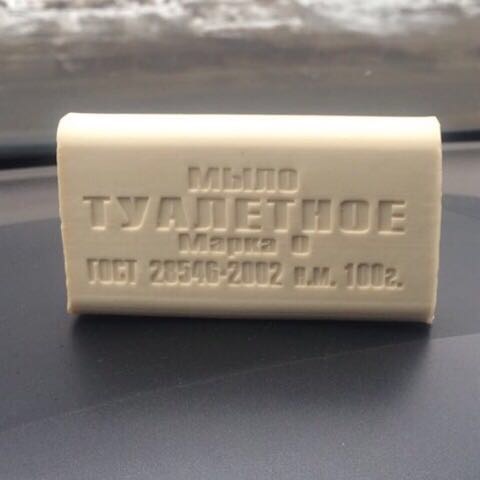 МЫЛО
ТУАЛЕТНОЕ
Марка О
ГОСТ 28546-2002 н.м. 100г.